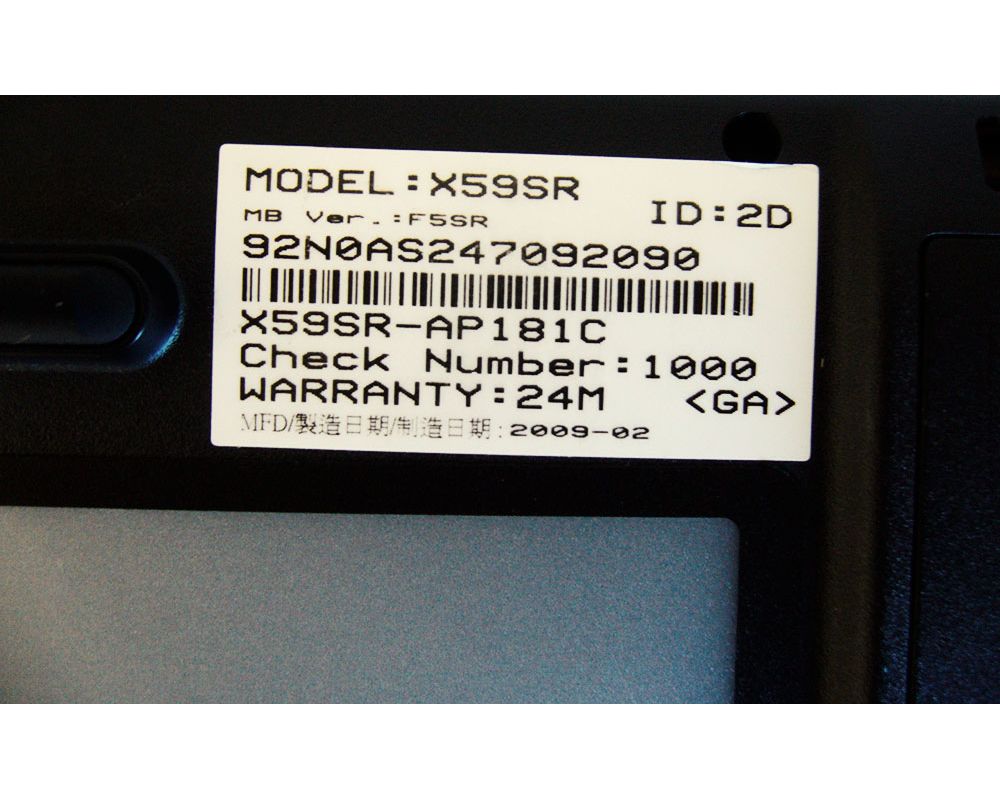 MODEL:X59SR
ID:2D
MB Ver.:F5SR
92N0AS247092090
X59SR-AP181C
Check Number:1000
WARRANTY:24M <GA>
MFD/製造日期/制造日期:2009-02